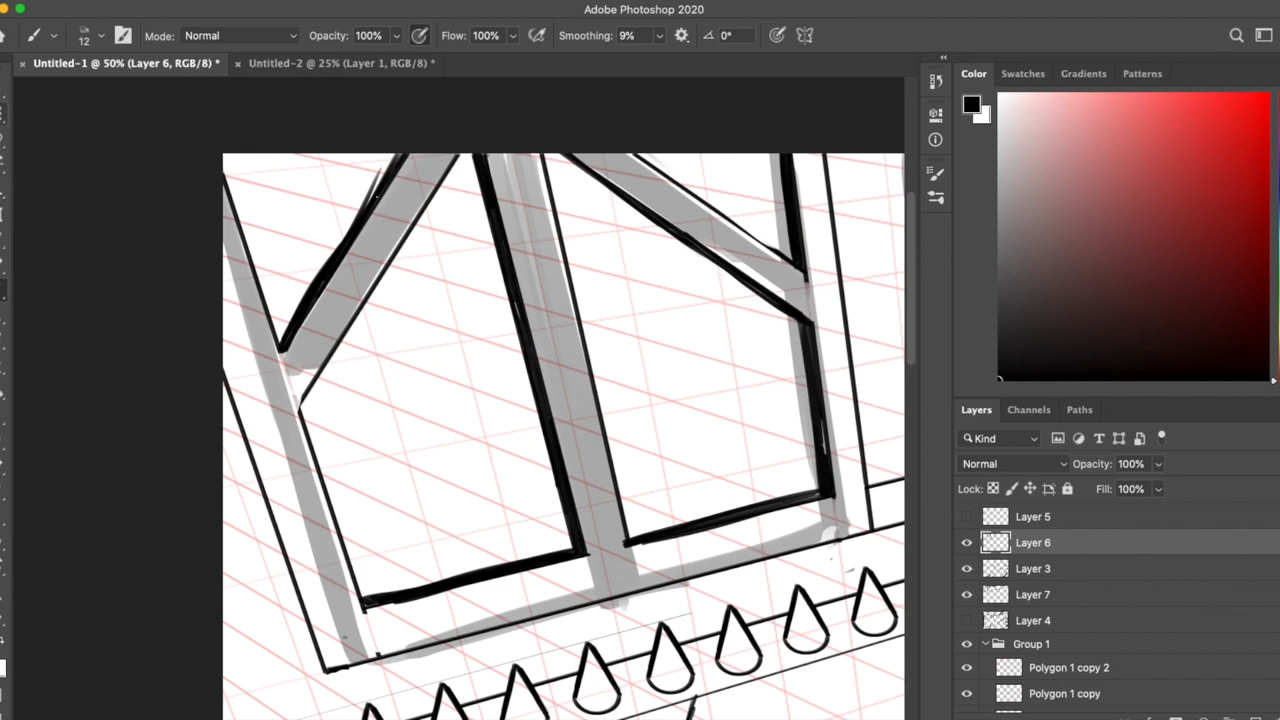 Adobe Photoshop 2020
12 Mode: Normal Opacity: 100% Flow: 100% Smoothing: 9% 0°
Untitled-1 @ 50% (Layer 6, RGB/8) * Untitled-2 @ 25% (Layer 1, RGB/8) *
Color Swatches Gradients Patterns
Layers Channels Paths
Kind
Normal Opacity: 100%
Lock: Fill: 100%
Layer 5
Layer 6
Layer 3
Layer 7
Layer 4
Group 1
Polygon 1 copy 2
Polygon 1 copy